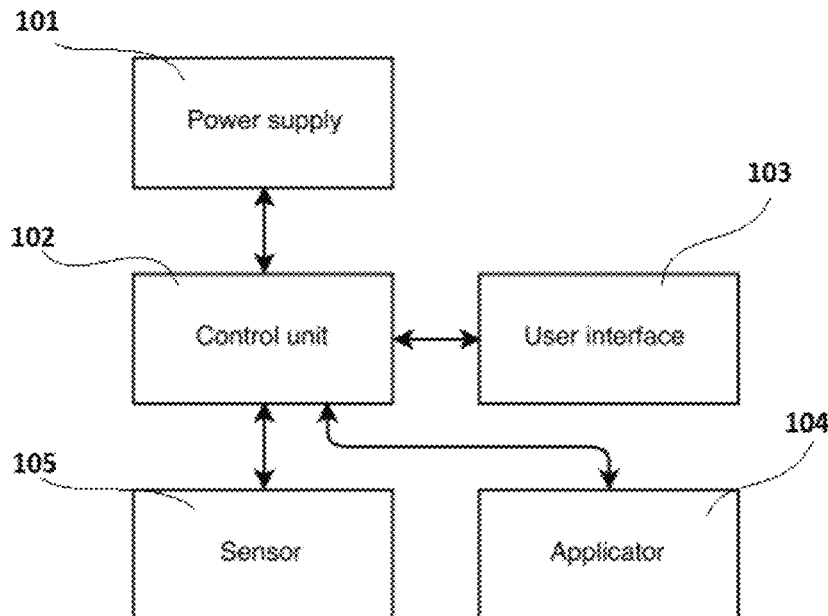 101
Power supply
103
102
Control unit
User interface
104
105
Sensor
Applicator